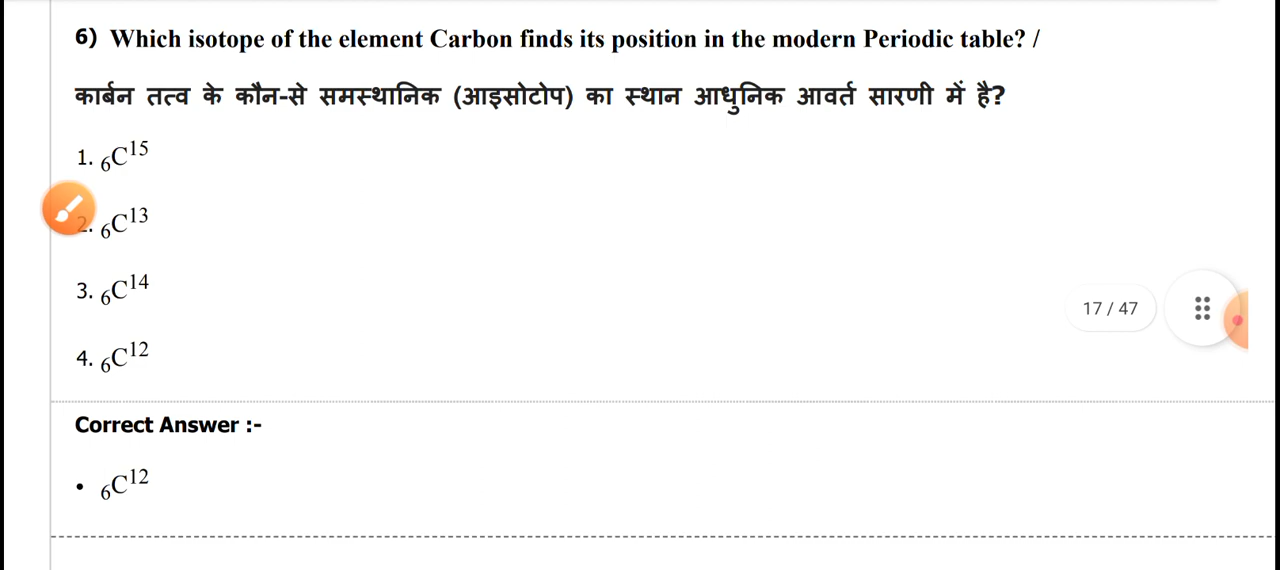 6) Which isotope of the element Carbon finds its position in the modern Periodic table? /
कार्बन तत्व के कौन-से समस्थानिक (आइसोटोप) का स्थान आधुनिक आवर्त सारणी में है?
1. ₆C¹⁵
2. ₆C¹³
3. ₆C¹⁴
17 / 47
4. ₆C¹²
Correct Answer :-
• ₆C¹²